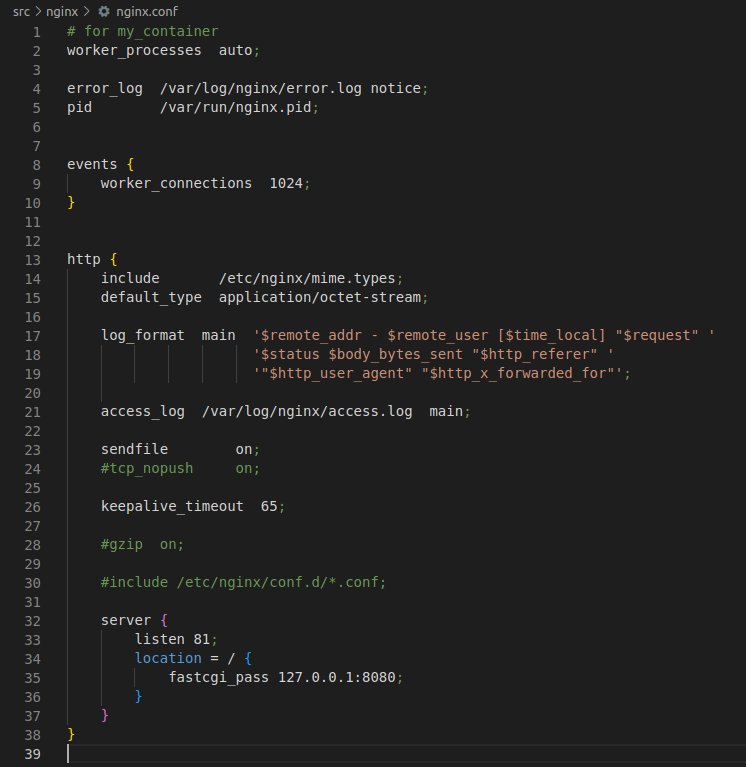 src > nginx > nginx.conf
1 # for my_container
2 worker_processes  auto;
3
4 error_log  /var/log/nginx/error.log notice;
5 pid        /var/run/nginx.pid;
6
7
8 events {
9     worker_connections  1024;
10 }
11
12
13 http {
14     include       /etc/nginx/mime.types;
15     default_type  application/octet-stream;
16
17     log_format  main  '$remote_addr - $remote_user [$time_local] "$request" '
18                       '$status $body_bytes_sent "$http_referer" '
19                       '"$http_user_agent" "$http_x_forwarded_for"';
20
21     access_log  /var/log/nginx/access.log  main;
22
23     sendfile        on;
24     #tcp_nopush     on;
25
26     keepalive_timeout  65;
27
28     #gzip  on;
29
30     #include /etc/nginx/conf.d/*.conf;
31
32     server {
33         listen 81;
34         location = / {
35             fastcgi_pass 127.0.0.1:8080;
36         }
37     }
38 }
39